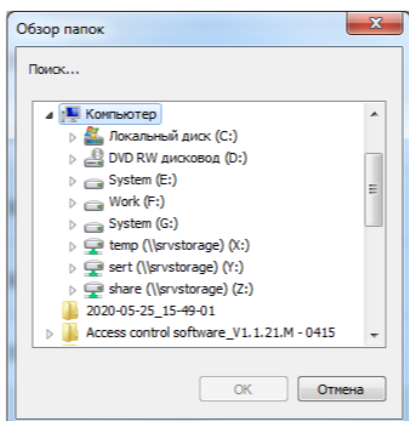 Обзор папок
Поиск...
Компьютер
Локальный диск (C:)
DVD RW дисковод (D:)
System (E:)
Work (F:)
System (G:)
temp (\\srvstorage) (X:)
sert (\\srvstorage) (Y:)
share (\\srvstorage) (Z:)
2020-05-25_15-49-01
Access control software_V1.1.21.M - 0415
OK
Отмена